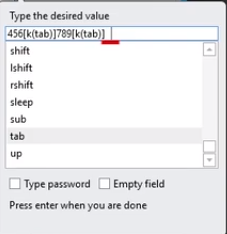 Type the desired value
456[k(tab)]789[k(tab)]
shift
lshift
rshift
sleep
sub
tab
up
Type password Empty field
Press enter when you are done